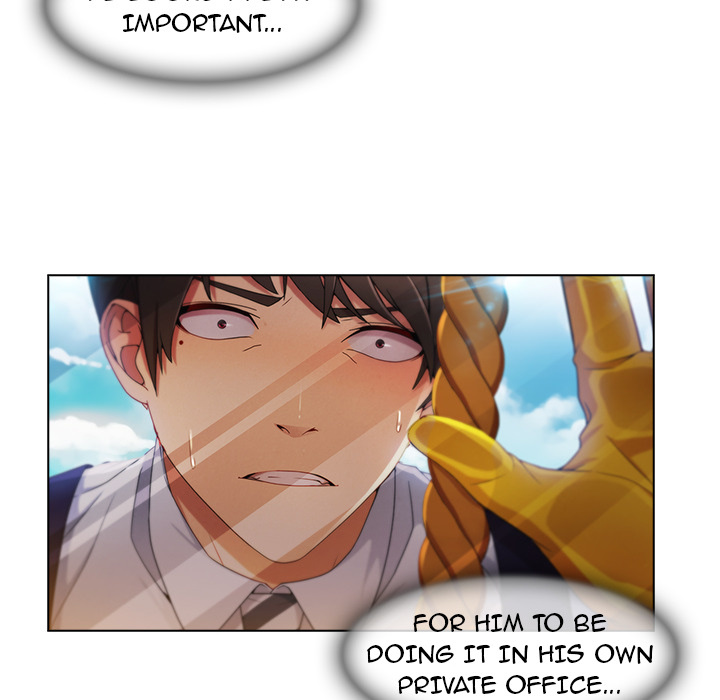 IMPORTANT...
FOR HIM TO BE
DOING IT IN HIS OWN
PRIVATE OFFICE...